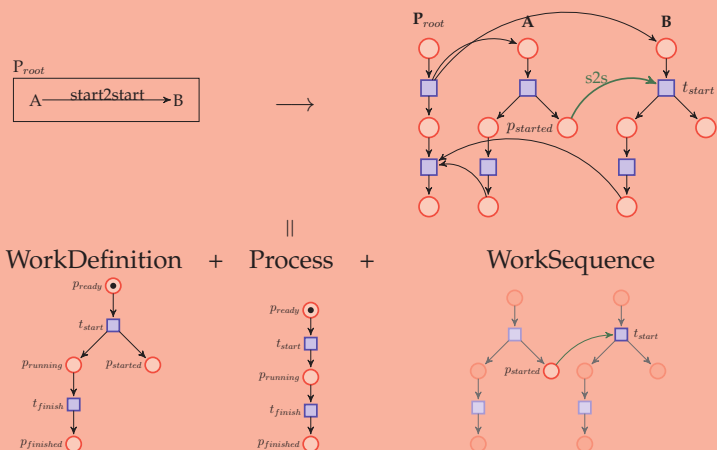 P_root A B
P_root
A start2start B
s2s
t_start
p_started
⟶
||
WorkDefinition + Process + WorkSequence
p_ready
t_start
p_running p_started
t_finish
p_finished
p_ready
t_start
p_running
t_finish
p_finished
t_start
p_started